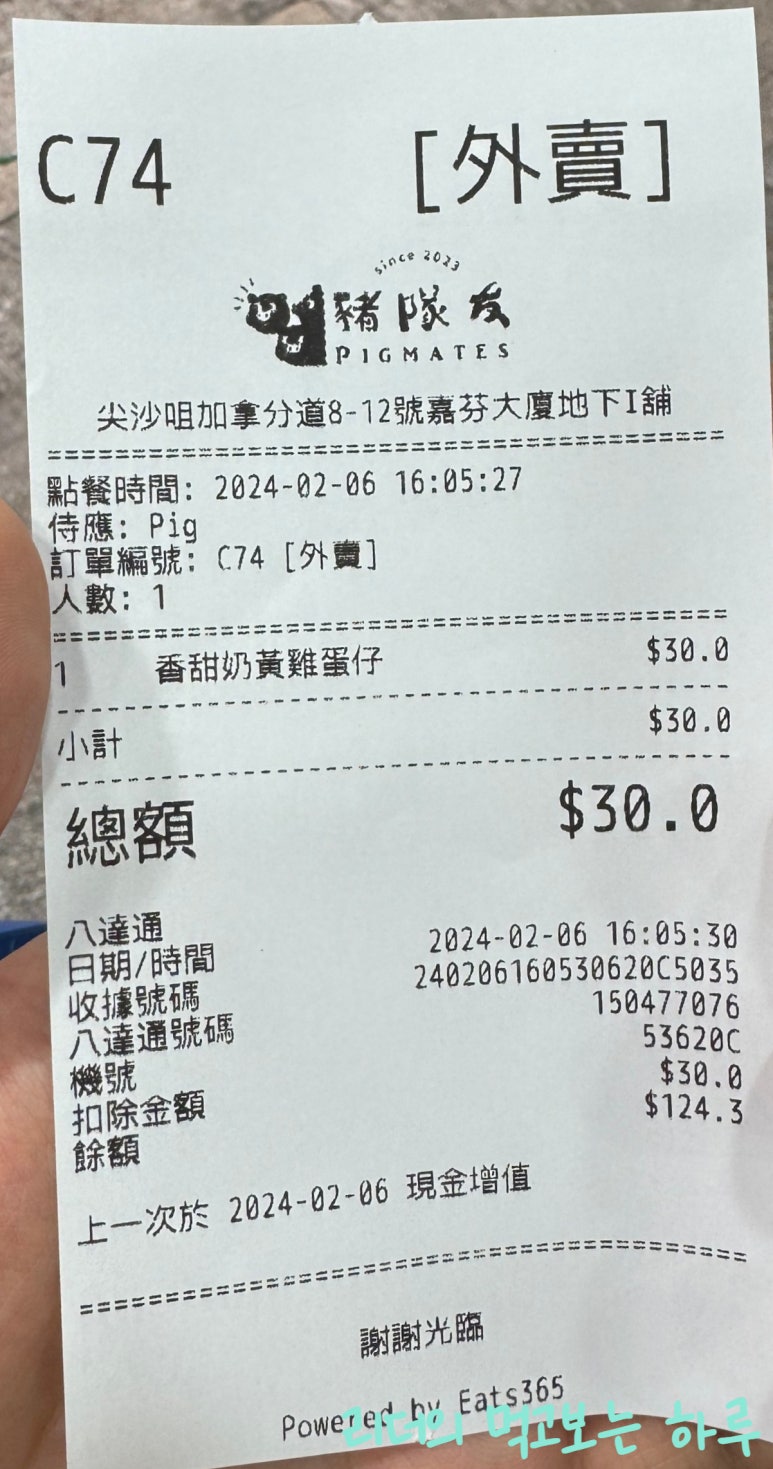 C74 [外賣]
since 2023
豬隊友
PIGMATES
尖沙咀加拿分道8-12號嘉芬大廈地下I舖
點餐時間: 2024-02-06 16:05:27
侍應: Pig
訂單編號: C74 [外賣]
人數: 1
1 香甜奶黃雞蛋仔 $30.0
小計 $30.0
總額 $30.0
八達通
日期/時間 2024-02-06 16:05:30
收據號碼 240206160530620C5035
八達通號碼 150477076
機號 53620C
扣除金額 $30.0
餘額 $124.3
上一次於 2024-02-06 現金增值
謝謝光臨
Powered by Eats365
리더의 먹고보는 하루